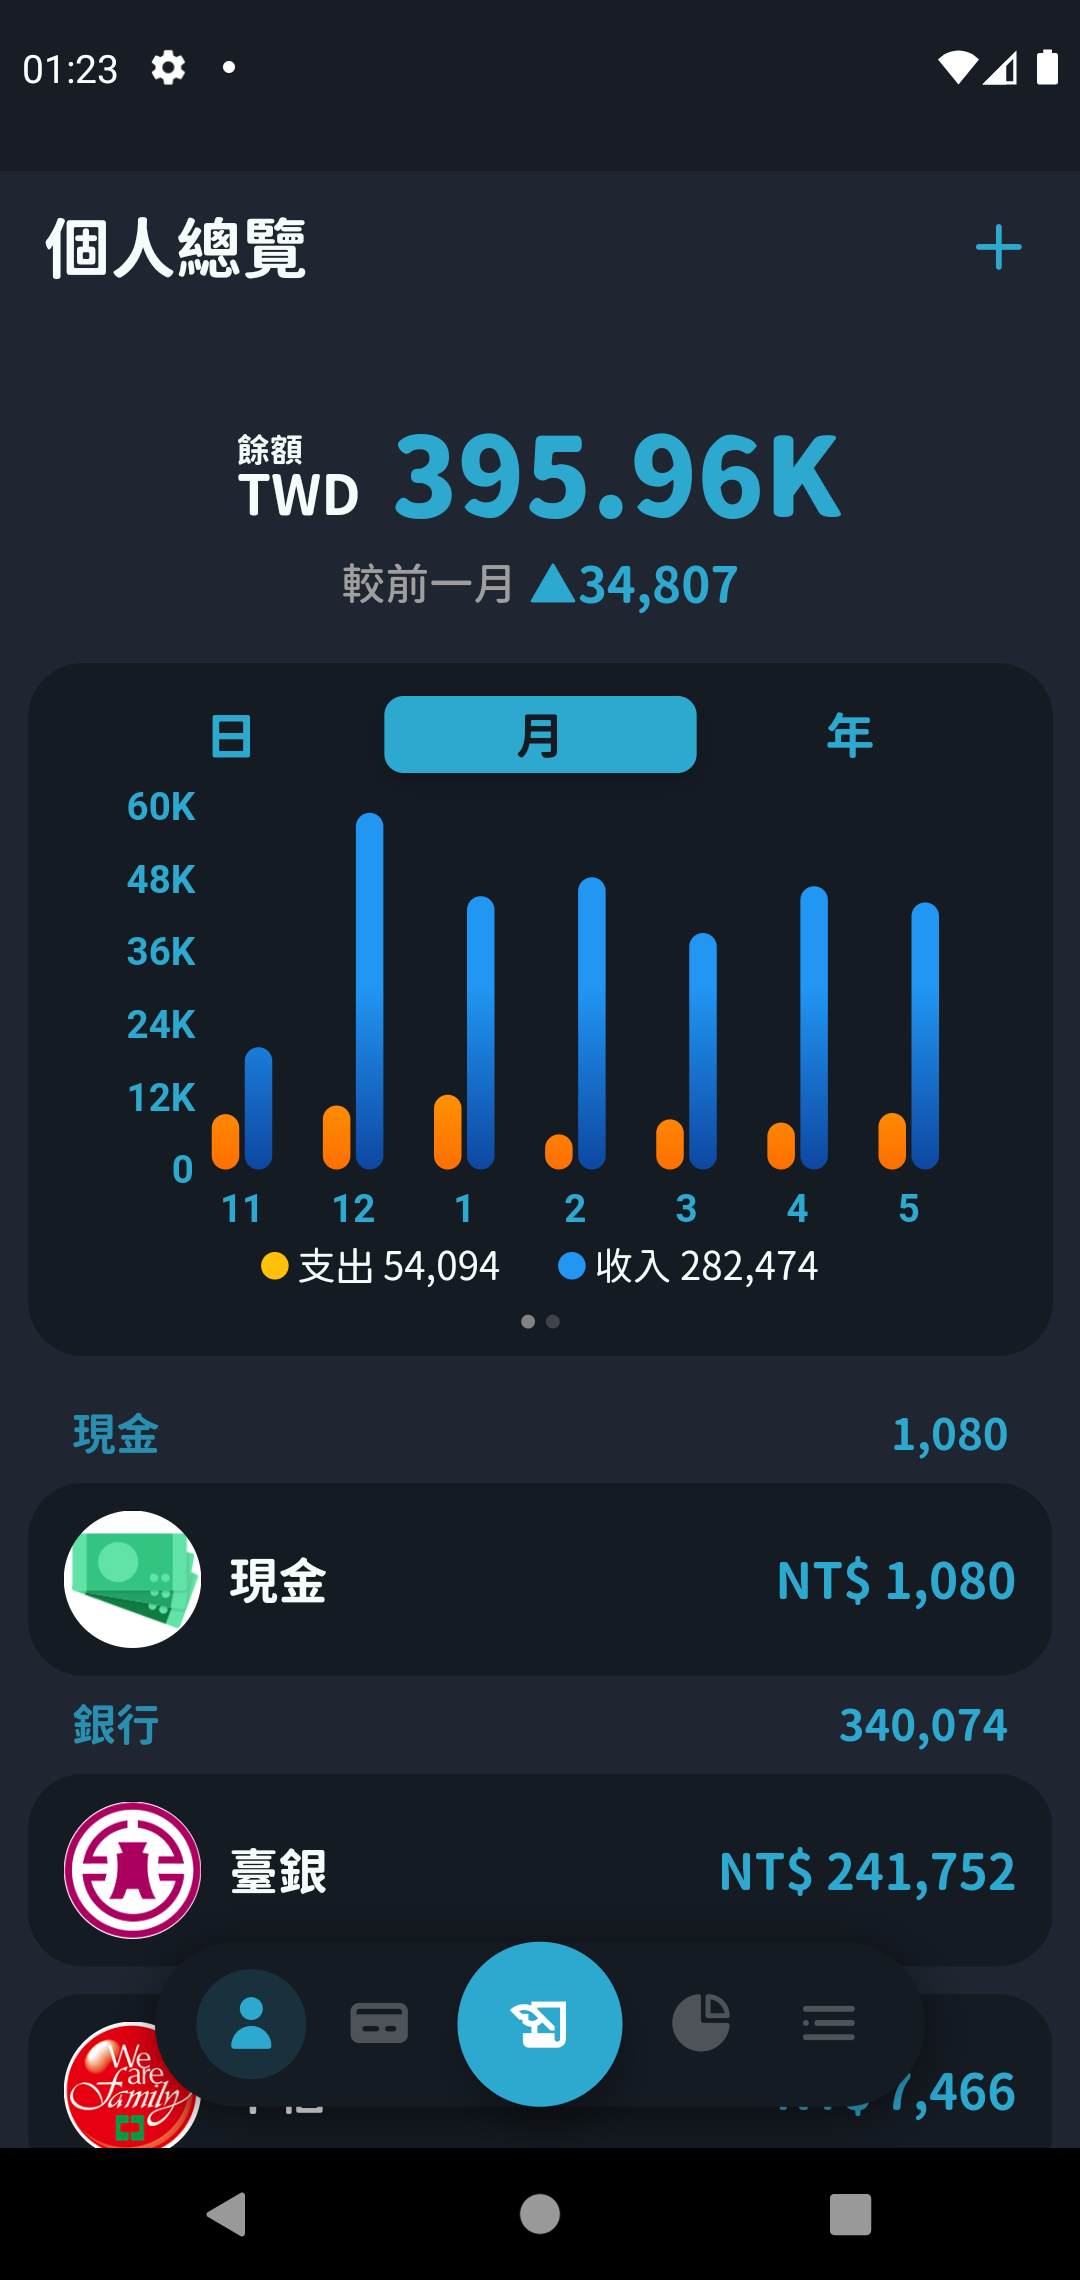 01:23
個人總覽
餘額
TWD 395.96K
較前一月 ▲34,807
日 月 年
60K
48K
36K
24K
12K
0
11 12 1 2 3 4 5
支出 54,094 收入 282,474
現金 1,080
現金 NT$ 1,080
銀行 340,074
臺銀 NT$ 241,752
We
are
Family
7,466